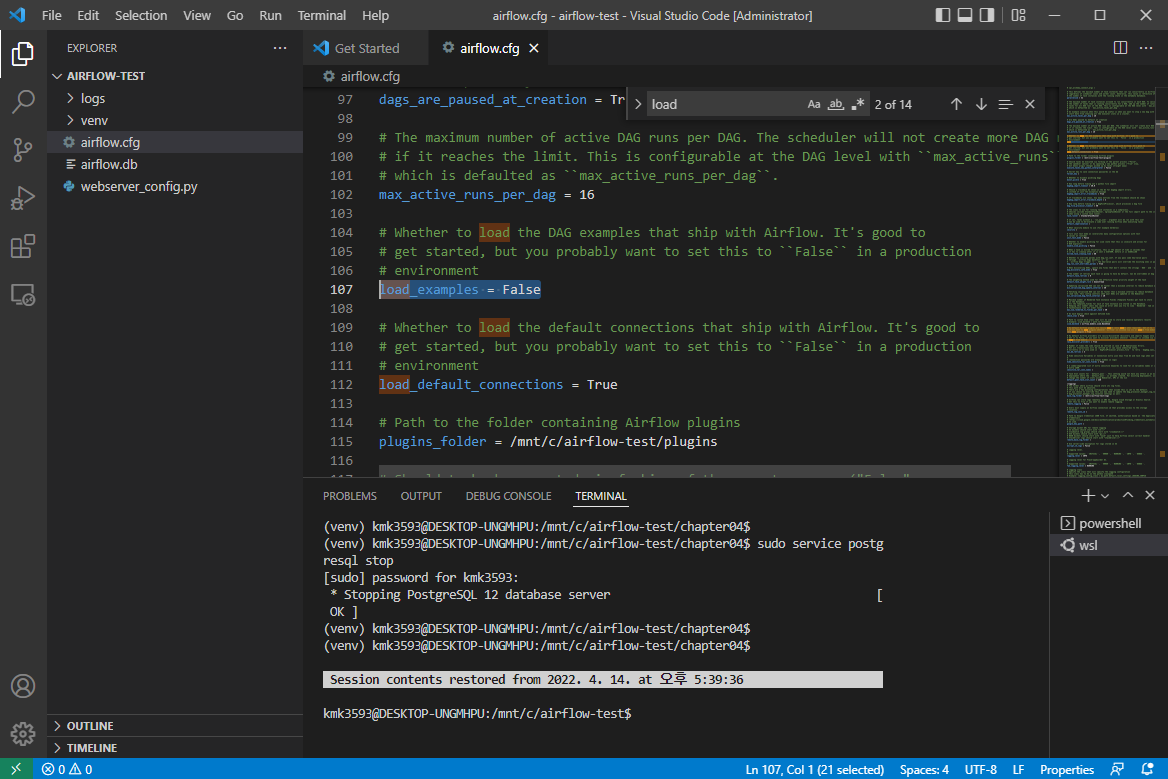 File Edit Selection View Go Run Terminal Help airflow.cfg - airflow-test - Visual Studio Code [Administrator]
EXPLORER
AIRFLOW-TEST
logs
venv
airflow.cfg
airflow.db
webserver_config.py
OUTLINE
TIMELINE
Get Started airflow.cfg
airflow.cfg
load Aa ab .* 2 of 14
97 dags_are_paused_at_creation = Tr
98
99 # The maximum number of active DAG runs per DAG. The scheduler will not create more DAG
100 # if it reaches the limit. This is configurable at the DAG level with ``max_active_runs`
101 # which is defaulted as ``max_active_runs_per_dag``.
102 max_active_runs_per_dag = 16
103
104 # Whether to load the DAG examples that ship with Airflow. It's good to
105 # get started, but you probably want to set this to ``False`` in a production
106 # environment
107 load_examples = False
108
109 # Whether to load the default connections that ship with Airflow. It's good to
110 # get started, but you probably want to set this to ``False`` in a production
111 # environment
112 load_default_connections = True
113
114 # Path to the folder containing Airflow plugins
115 plugins_folder = /mnt/c/airflow-test/plugins
116
PROBLEMS OUTPUT DEBUG CONSOLE TERMINAL
(venv) kmk3593@DESKTOP-UNGMHPU:/mnt/c/airflow-test/chapter04$
(venv) kmk3593@DESKTOP-UNGMHPU:/mnt/c/airflow-test/chapter04$ sudo service postg
resql stop
[sudo] password for kmk3593:
* Stopping PostgreSQL 12 database server [
OK ]
(venv) kmk3593@DESKTOP-UNGMHPU:/mnt/c/airflow-test/chapter04$
(venv) kmk3593@DESKTOP-UNGMHPU:/mnt/c/airflow-test/chapter04$
Session contents restored from 2022. 4. 14. at 오후 5:39:36
kmk3593@DESKTOP-UNGMHPU:/mnt/c/airflow-test$
powershell
wsl
0 0 Ln 107, Col 1 (21 selected) Spaces: 4 UTF-8 LF Properties